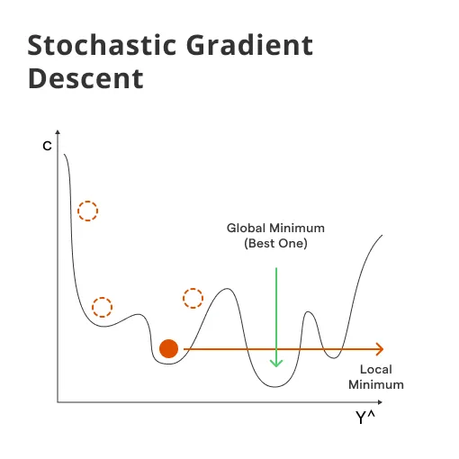 Stochastic Gradient
Descent
C
Global Minimum
(Best One)
Local
Minimum
Y^